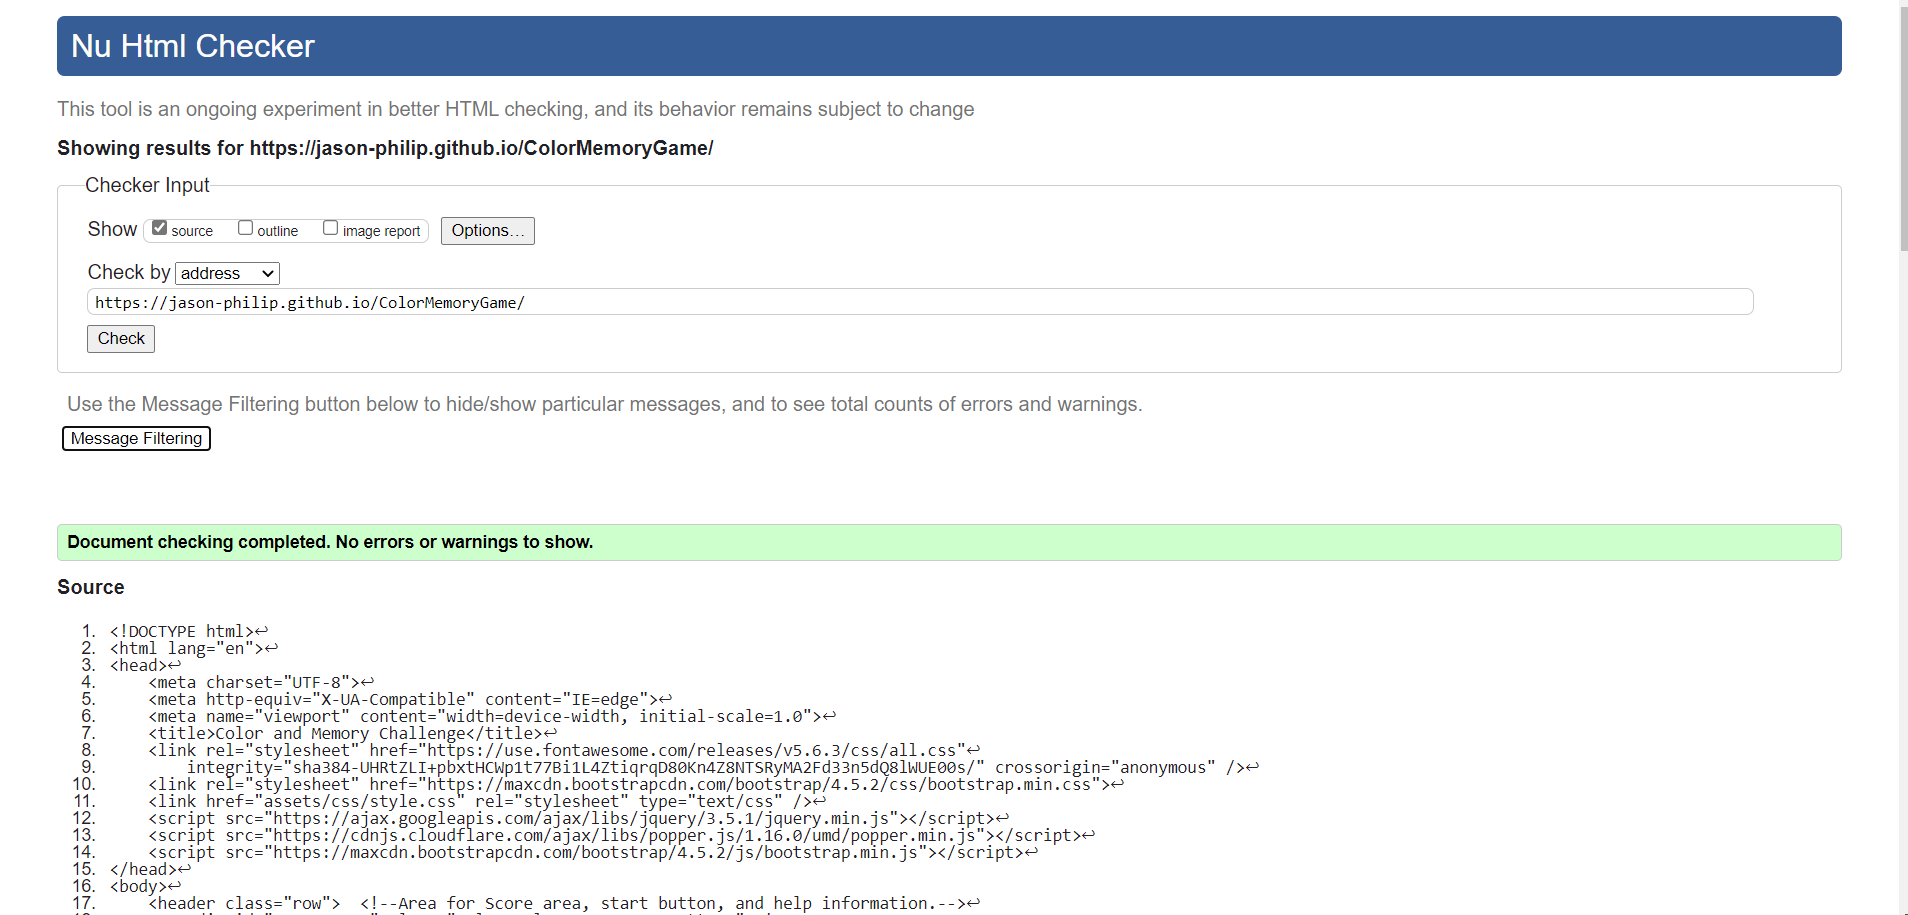 Nu Html Checker
This tool is an ongoing experiment in better HTML checking, and its behavior remains subject to change
Showing results for https://jason-philip.github.io/ColorMemoryGame/
Checker Input
Show source outline image report Options...
Check by address
https://jason-philip.github.io/ColorMemoryGame/
Check
Use the Message Filtering button below to hide/show particular messages, and to see total counts of errors and warnings.
Message Filtering
Document checking completed. No errors or warnings to show.
Source
1. <!DOCTYPE html>↩
2. <html lang="en">↩
3. <head>↩
4. <meta charset="UTF-8">↩
5. <meta http-equiv="X-UA-Compatible" content="IE=edge">↩
6. <meta name="viewport" content="width=device-width, initial-scale=1.0">↩
7. <title>Color and Memory Challenge</title>↩
8. <link rel="stylesheet" href="https://use.fontawesome.com/releases/v5.6.3/css/all.css"↩
9. integrity="sha384-UHRtZLI+pbxtHCWp1t77Bi1L4ZtiqrqD80Kn4Z8NTSRyMA2Fd33n5dQ8lWUE00s/" crossorigin="anonymous" />↩
10. <link rel="stylesheet" href="https://maxcdn.bootstrapcdn.com/bootstrap/4.5.2/css/bootstrap.min.css">↩
11. <link href="assets/css/style.css" rel="stylesheet" type="text/css" />↩
12. <script src="https://ajax.googleapis.com/ajax/libs/jquery/3.5.1/jquery.min.js"></script>↩
13. <script src="https://cdnjs.cloudflare.com/ajax/libs/popper.js/1.16.0/umd/popper.min.js"></script>↩
14. <script src="https://maxcdn.bootstrapcdn.com/bootstrap/4.5.2/js/bootstrap.min.js"></script>↩
15. </head>↩
16. <body>↩
17. <header class="row"> <!--Area for Score area, start button, and help information.-->↩